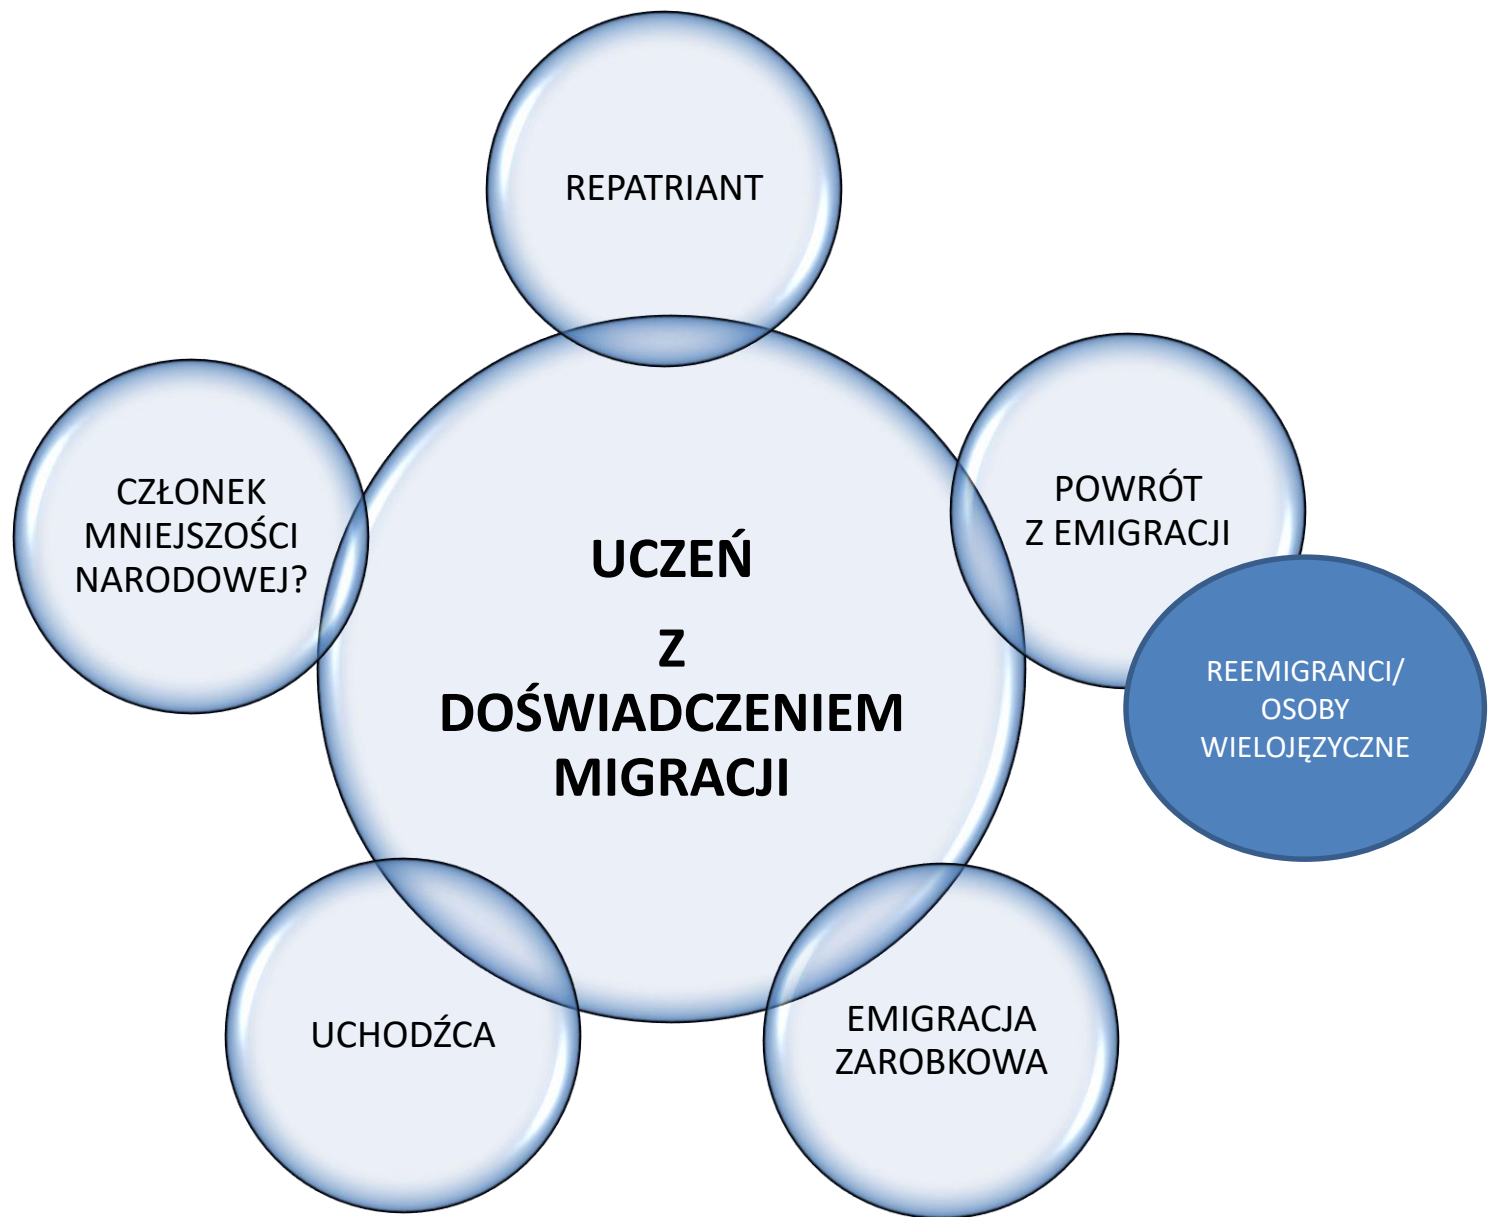 REPATRIANT
CZŁONEK
MNIEJSZOŚCI
NARODOWEJ?
POWRÓT
Z EMIGRACJI
UCZEŃ
Z
DOŚWIADCZENIEM
MIGRACJI
REEMIGRANCI/
OSOBY
WIELOJĘZYCZNE
UCHODŹCA
EMIGRACJA
ZAROBKOWA